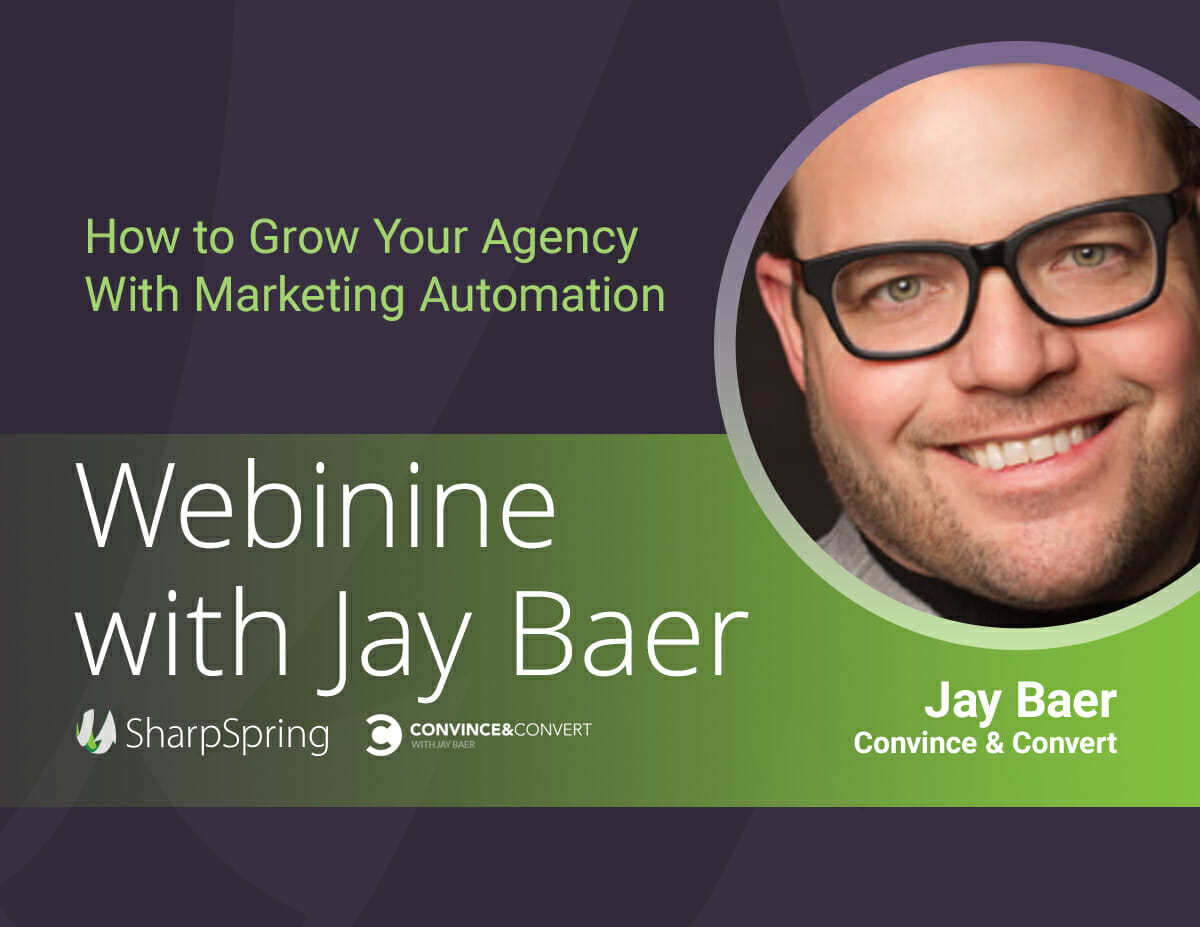 How to Grow Your Agency
With Marketing Automation
Webinine
with Jay Baer
SharpSpring
CONVINCE&CONVERT
WITH JAY BAER
Jay Baer
Convince & Convert